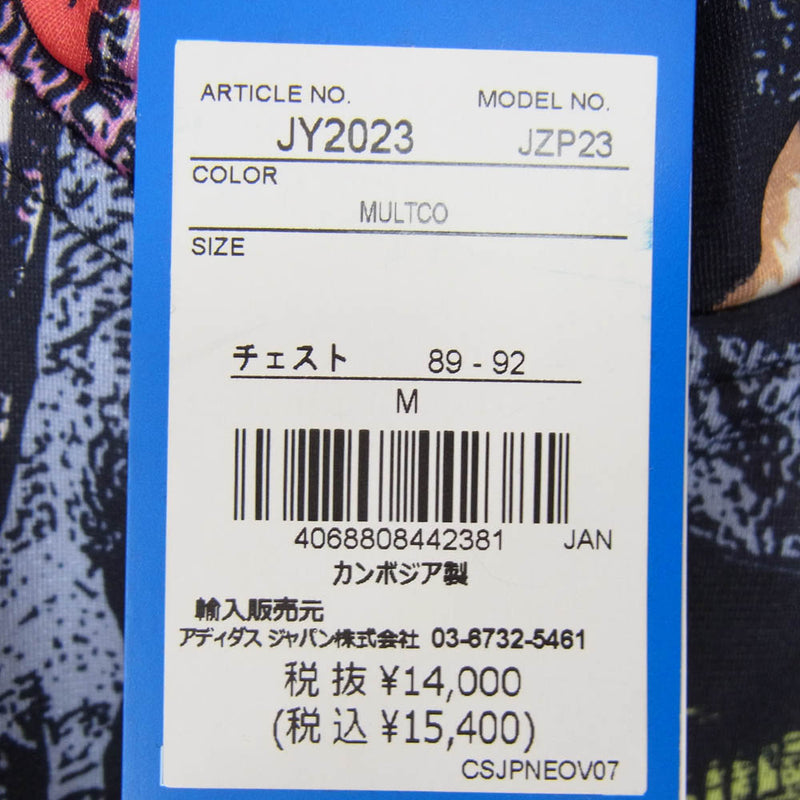 ARTICLE NO. MODEL NO.
JY2023 JZP23
COLOR
MULTCO
SIZE
チェスト 89 - 92
M
4068808442381 JAN
カンボジア製
輸入販売元
アディダス ジャパン株式会社 03-6732-5461
税 抜 ¥14,000
(税 込 ¥15,400)
CSJPNEOV07